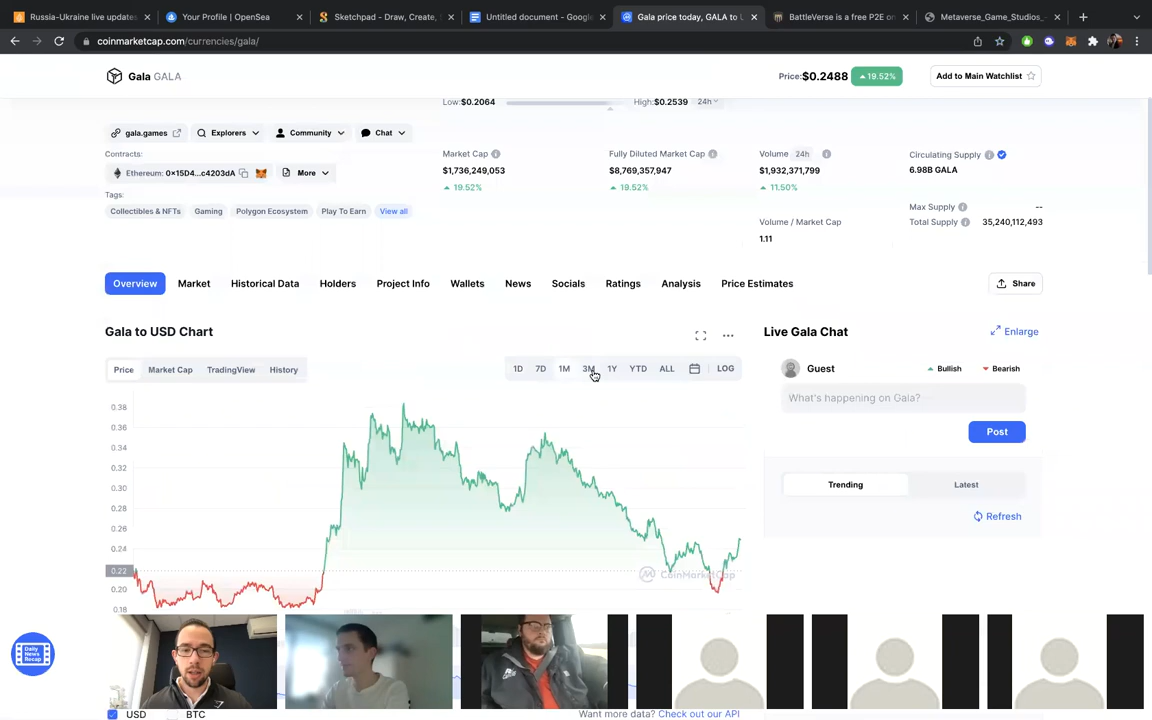 Russia-Ukraine live updates
Your Profile | OpenSea
Sketchpad - Draw, Create,
Untitled document - Google
Gala price today, GALA to U
BattleVerse is a free P2E on
Metaverse_Game_Studios_
coinmarketcap.com/currencies/gala/
Gala GALA
Price: $0.2488 19.52%
Add to Main Watchlist
Low: $0.2064
High: $0.2539
24h
gala.games
Explorers
Community
Chat
Contracts:
Ethereum: 0x15D4...c4203dA
More
Tags:
Collectibles & NFTs
Gaming
Polygon Ecosystem
Play To Earn
View all
Market Cap
$1,736,249,053
19.52%
Fully Diluted Market Cap
$8,769,357,947
19.52%
Volume 24h
$1,932,371,799
11.50%
Volume / Market Cap
1.11
Circulating Supply
6.98B GALA
Max Supply --
Total Supply 35,240,112,493
Overview
Market
Historical Data
Holders
Project Info
Wallets
News
Socials
Ratings
Analysis
Price Estimates
Share
Gala to USD Chart
Price
Market Cap
TradingView
History
1D
7D
1M
3M
1Y
YTD
ALL
LOG
0.38
0.36
0.34
0.32
0.30
0.28
0.26
0.24
0.22
0.20
0.18
CoinMarketCap
Live Gala Chat
Enlarge
Guest
Bullish
Bearish
What's happening on Gala?
Post
Trending
Latest
Refresh
Daily
News
Recap
USD
BTC
Want more data? Check out our API